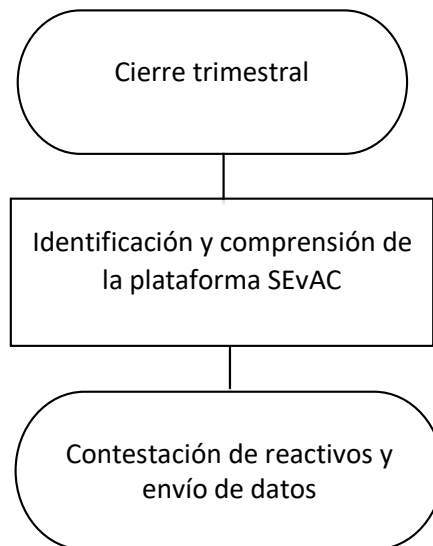 Cierre trimestral
Identificación y comprensión de
la plataforma SEvAC
Contestación de reactivos y
envío de datos